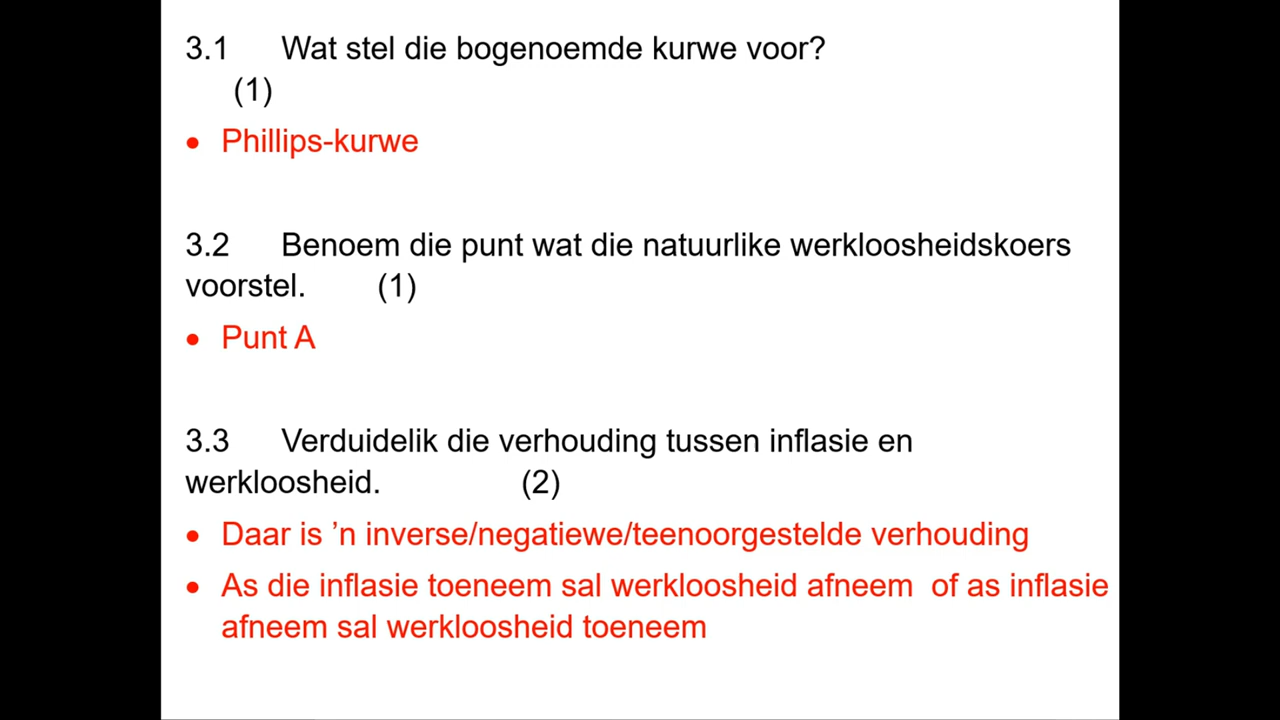 3.1 Wat stel die bogenoemde kurwe voor?
(1)
• Phillips-kurwe
3.2 Benoem die punt wat die natuurlike werkloosheidskoers
voorstel. (1)
• Punt A
3.3 Verduidelik die verhouding tussen inflasie en
werkloosheid. (2)
• Daar is ’n inverse/negatiewe/teenoorgestelde verhouding
• As die inflasie toeneem sal werkloosheid afneem of as inflasie
afneem sal werkloosheid toeneem